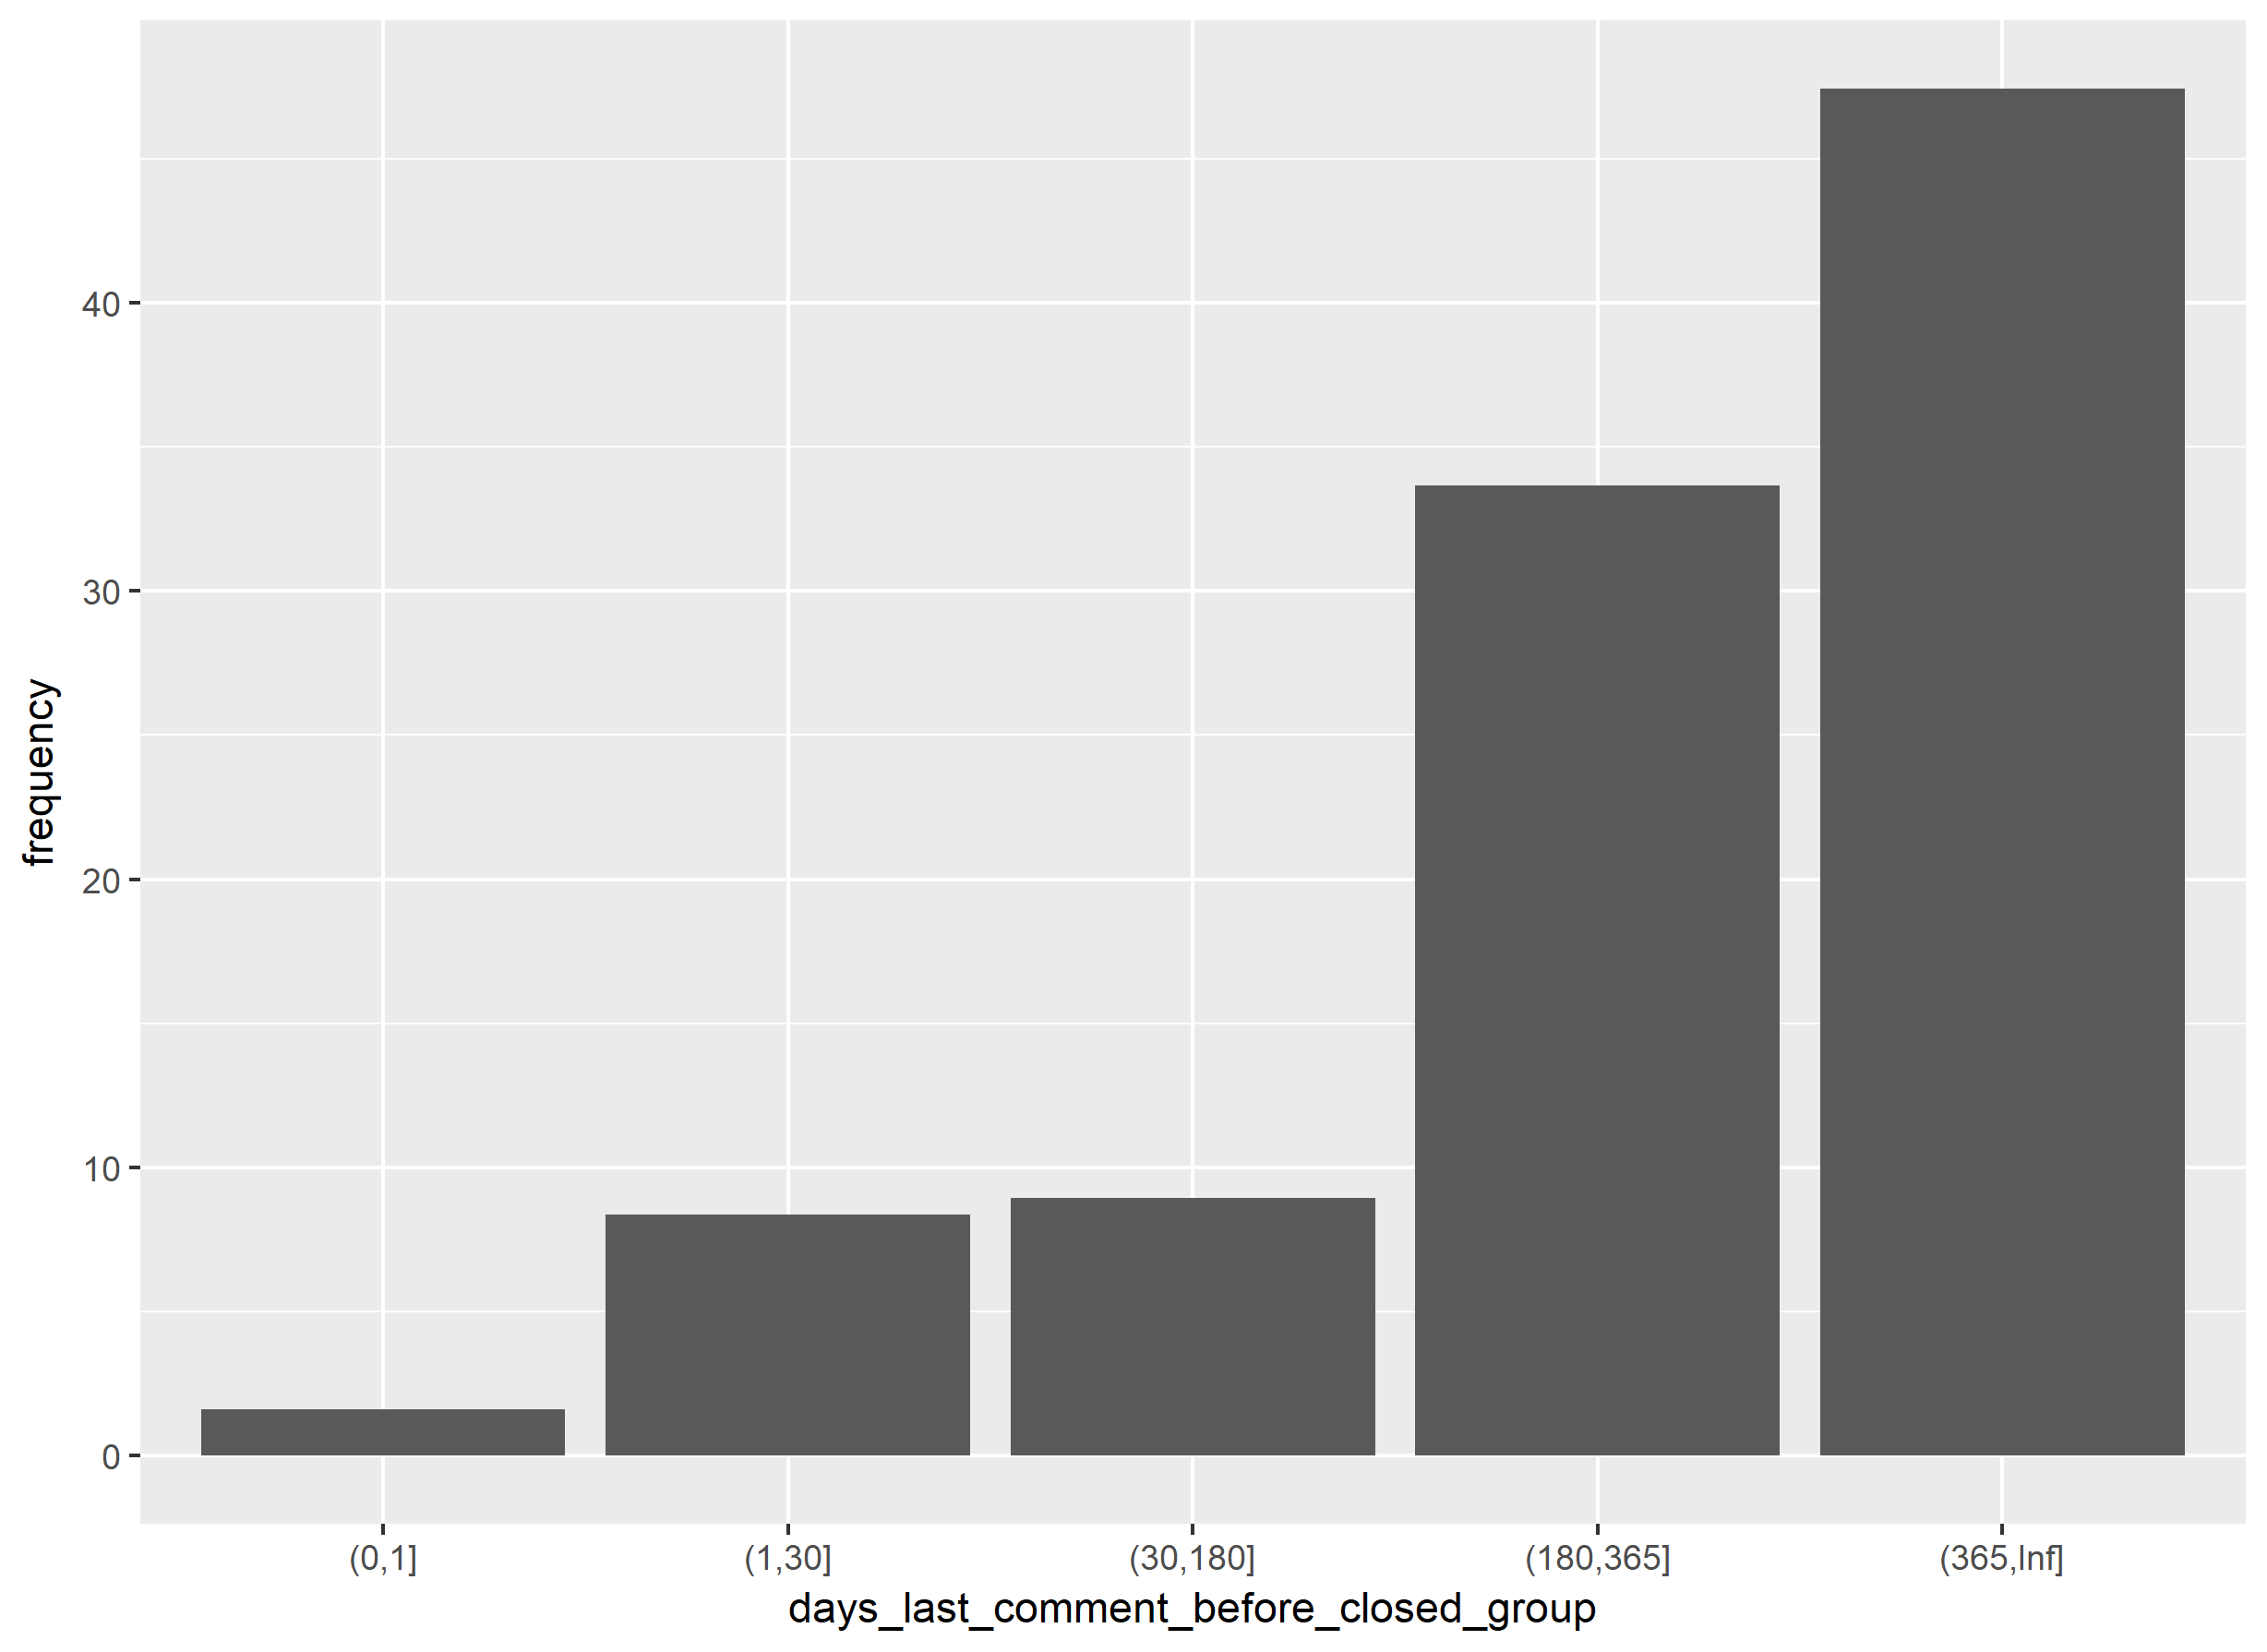 frequency
40
30
20
10
0
(0,1] (1,30] (30,180] (180,365] (365,Inf]
days_last_comment_before_closed_group